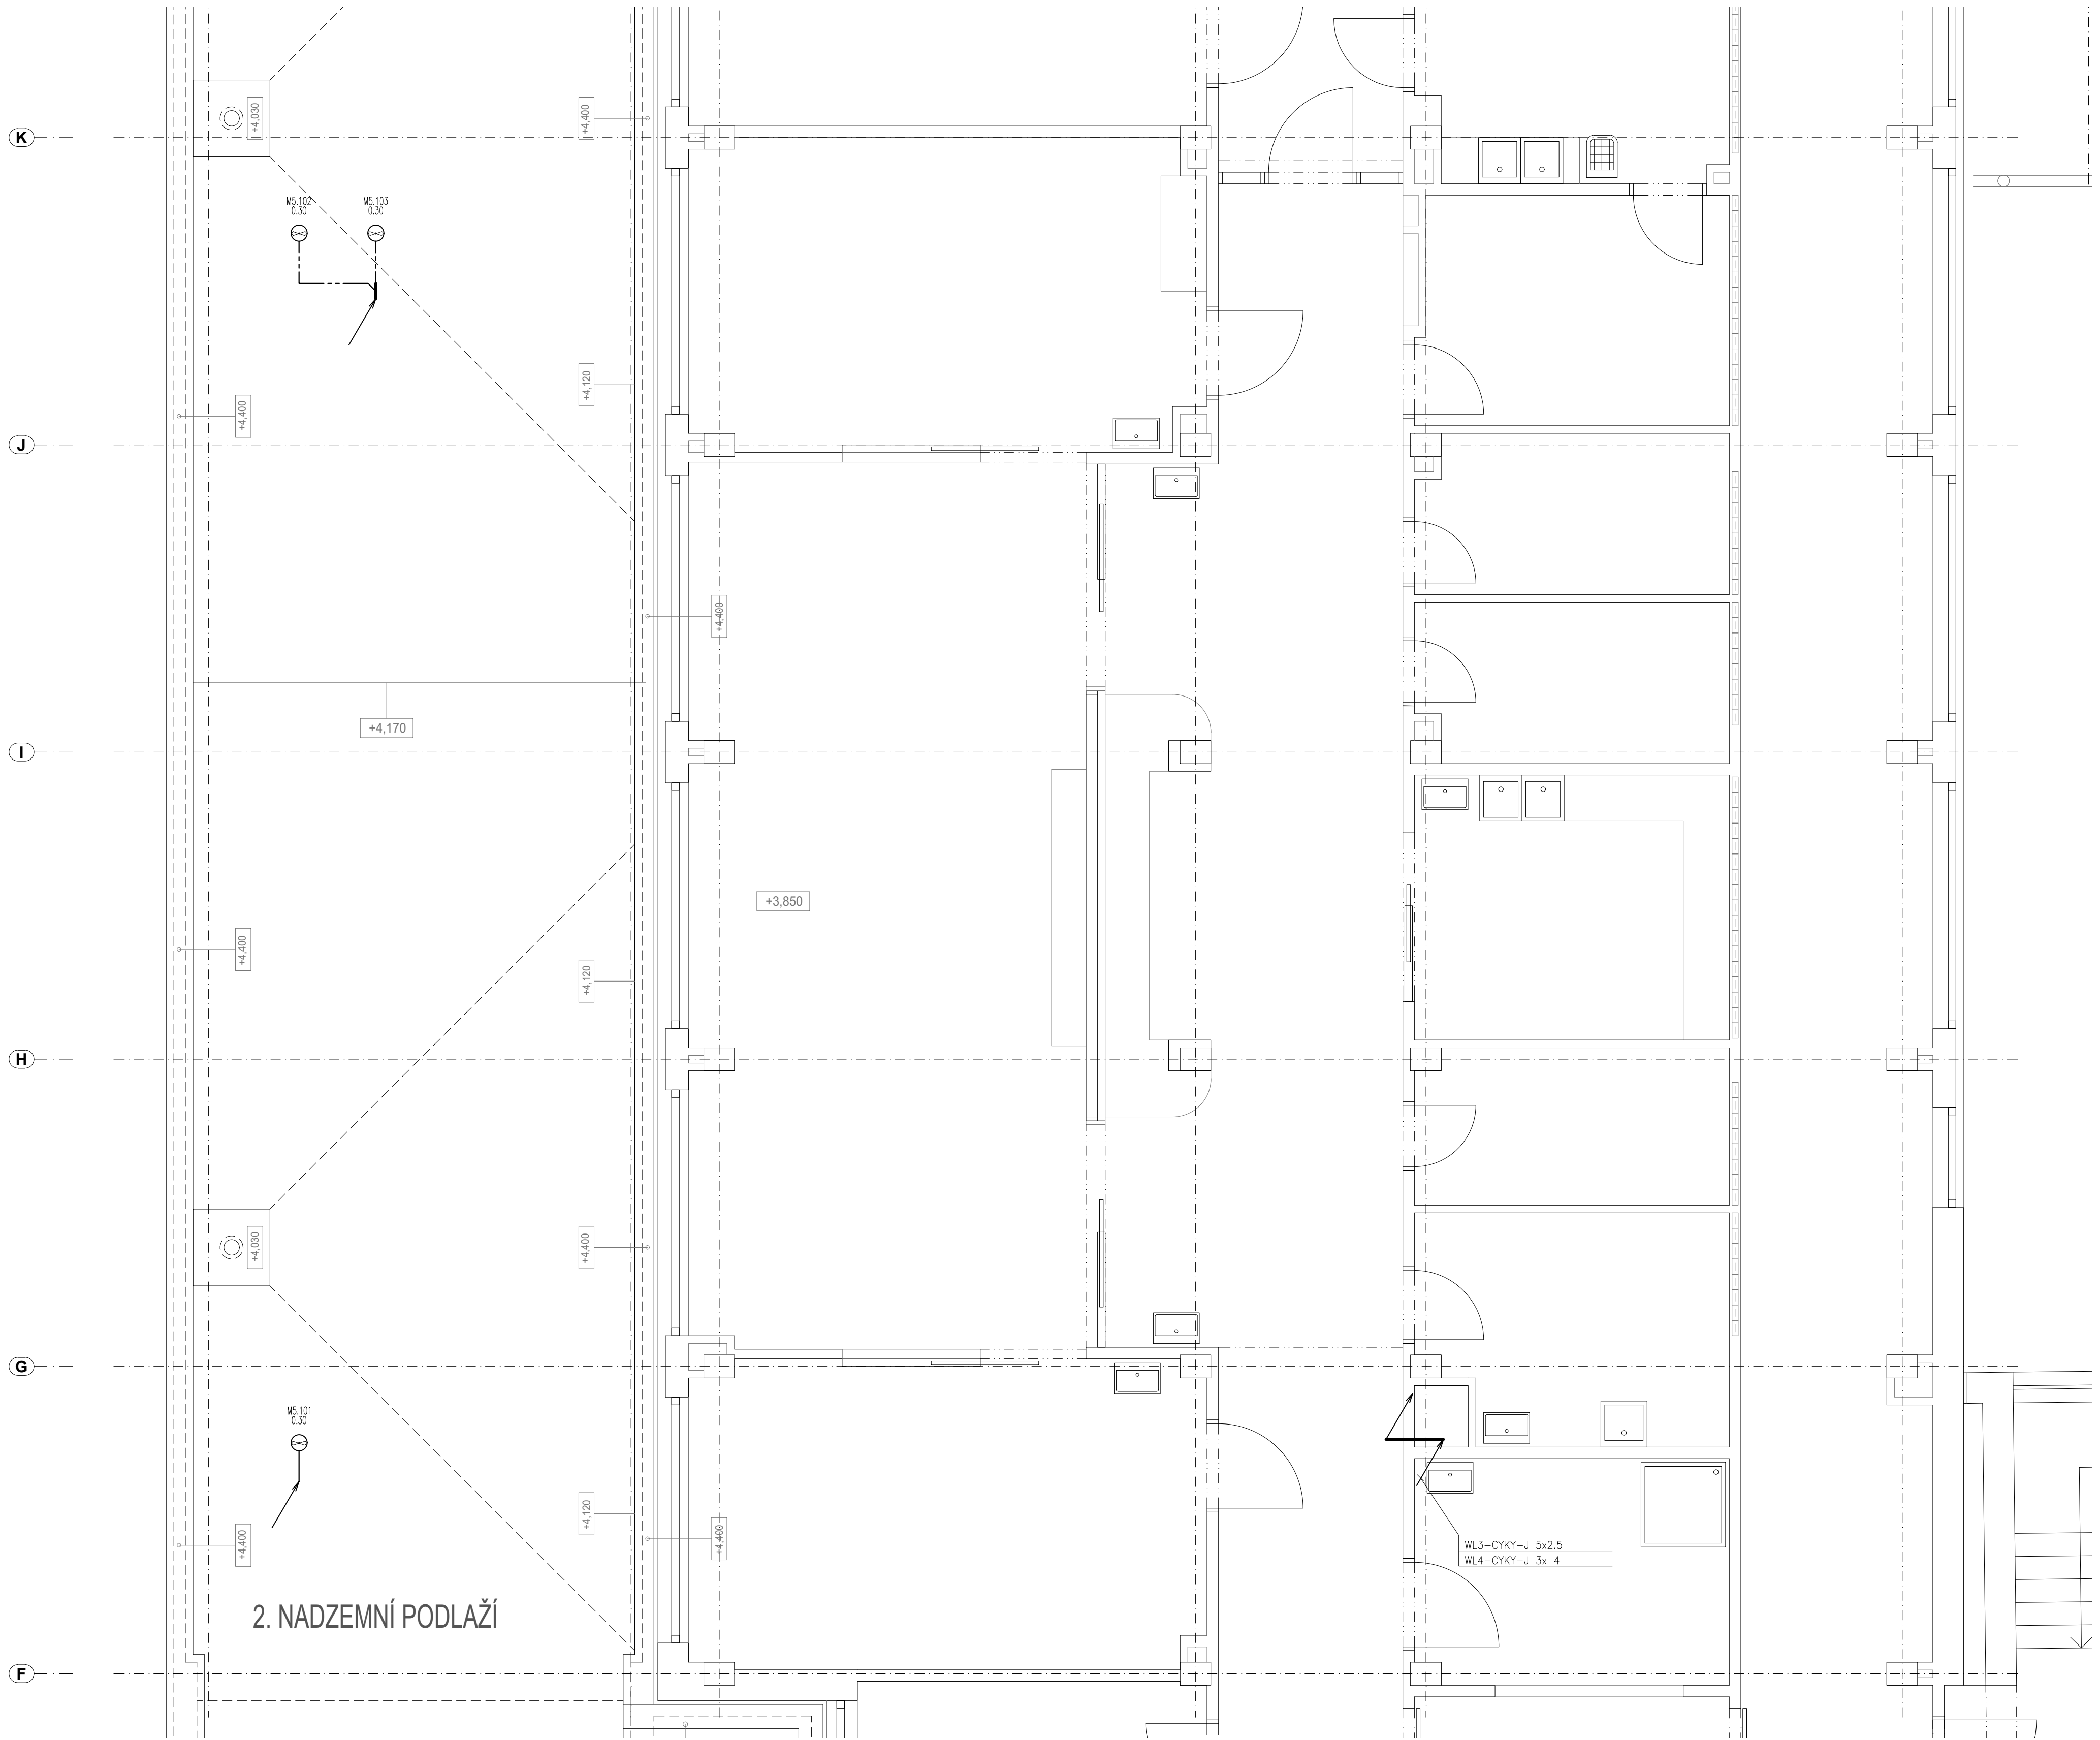 K
+4,030
+4,400
M5.102
0.30
M5.103
0.30
+4,120
+4,400
J
+4,400
+4,170
I
+3,850
+4,400
+4,120
H
+4,030
+4,400
G
M5.101
0.30
+4,120
+4,400
+4,400
WL3-CYKY-J 5x2.5
WL4-CYKY-J 3x 4
2. NADZEMNÍ PODLAŽÍ
F